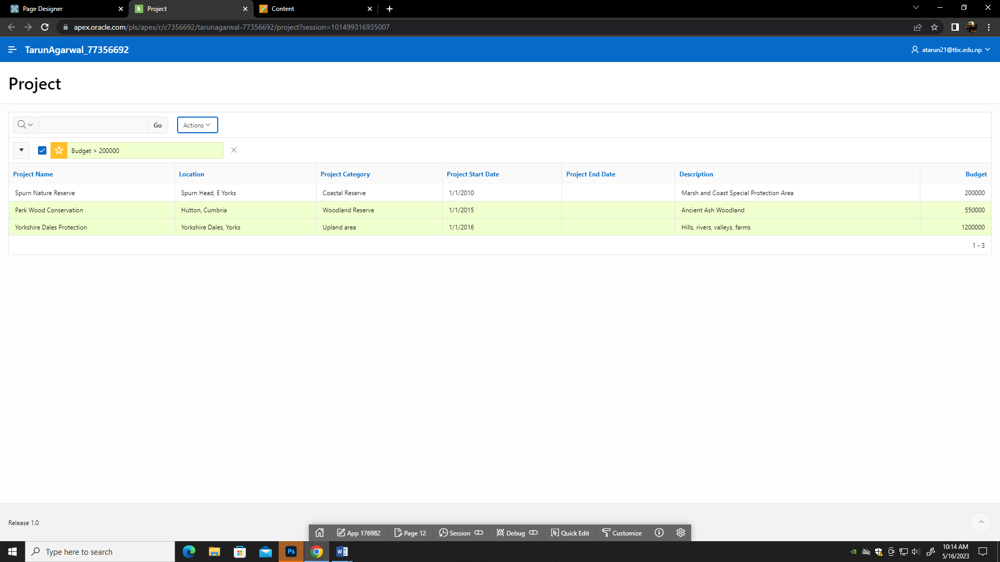 Page Designer
Project
Content
apex.oracle.com/pls/apex/r/c7356692/tarunagarwal-77356692/project?session=101499316935007
TarunAgarwal_77356692
atarun21@tbc.edu.np
Project
Go
Actions
Budget > 200000
Project Name Location Project Category Project Start Date Project End Date Description Budget
Spurn Nature Reserve Spurn Head, E Yorks Coastal Reserve 1/1/2010 Marsh and Coast Special Protection Area 200000
Park Wood Conservation Hutton, Cumbria Woodland Reserve 1/1/2015 Ancient Ash Woodland 550000
Yorkshire Dales Protection Yorkshire Dales, Yorks Upland area 1/1/2016 Hills, rivers, valleys, farms 1200000
1 - 3
Release 1.0
App 176982 Page 12 Session Debug Quick Edit Customize
Type here to search
Ps
W
10:14 AM
5/16/2023